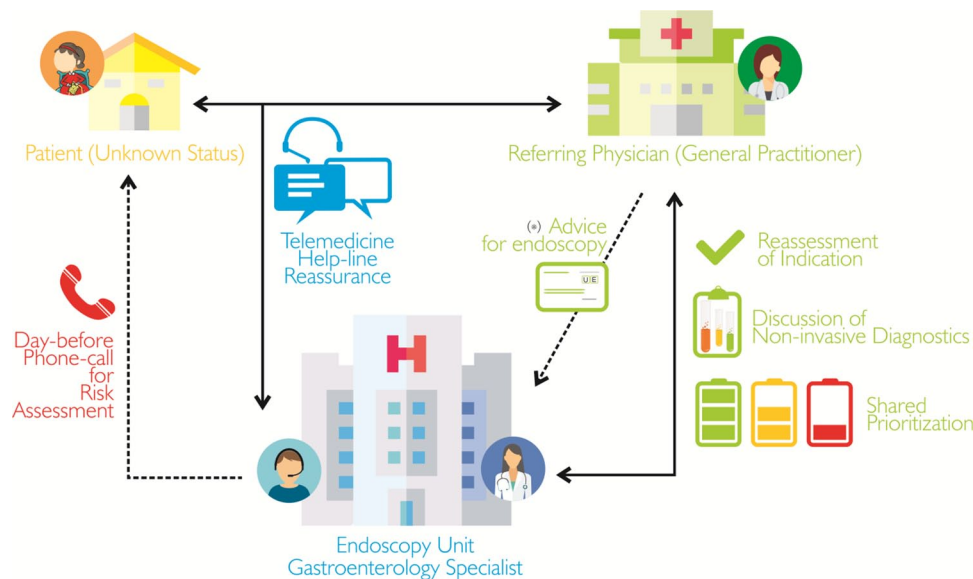 Patient (Unknown Status)
Referring Physician (General Practitioner)
Telemedicine
Help-line
Reassurance
(*) Advice
for endoscopy
UE
Reassessment
of Indication
Discussion of
Non-invasive Diagnostics
Shared
Prioritization
Day-before
Phone-call
for
Risk
Assessment
H
Endoscopy Unit
Gastroenterology Specialist